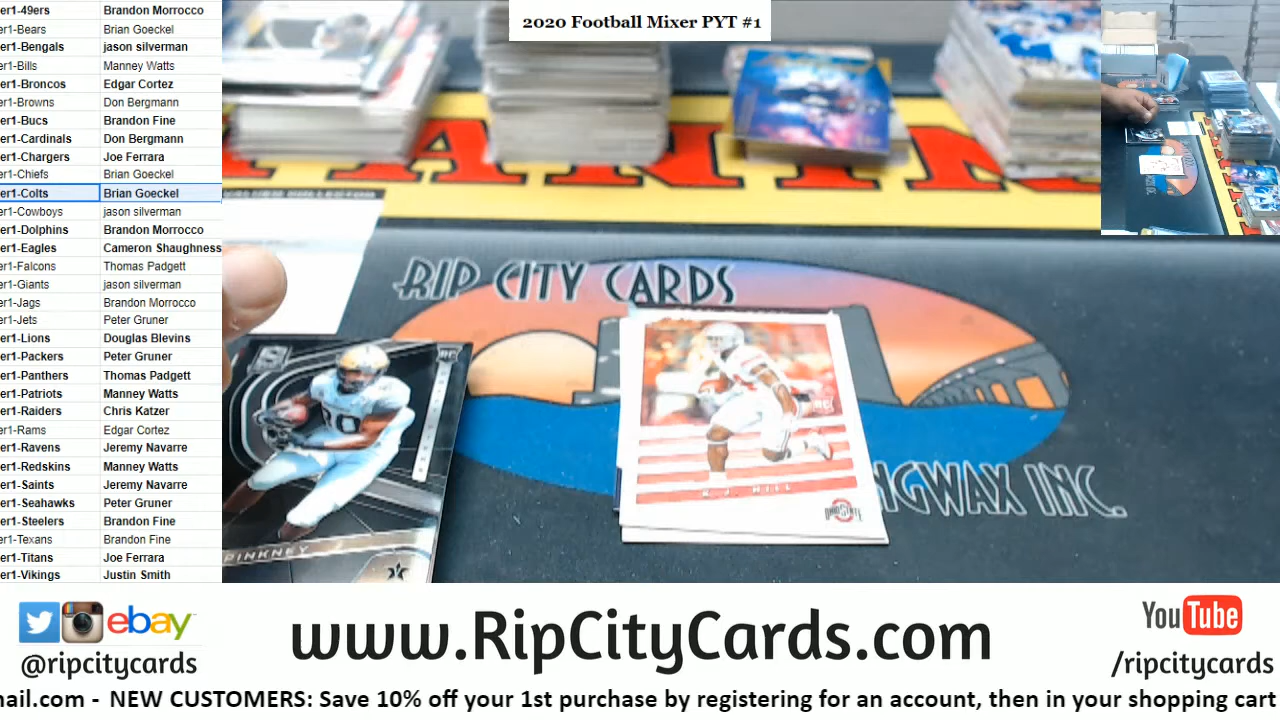 2020 Football Mixer PYT #1
er1-49ers Brandon Morrocco
er1-Bears Brian Goeckel
er1-Bengals jason silverman
er1-Bills Manney Watts
er1-Broncos Edgar Cortez
er1-Browns Don Bergmann
er1-Bucs Brandon Fine
er1-Cardinals Don Bergmann
er1-Chargers Joe Ferrara
er1-Chiefs Brian Goeckel
er1-Colts Brian Goeckel
er1-Cowboys jason silverman
er1-Dolphins Brandon Morrocco
er1-Eagles Cameron Shaughness
er1-Falcons Thomas Padgett
er1-Giants jason silverman
er1-Jags Brandon Morrocco
er1-Jets Peter Gruner
er1-Lions Douglas Blevins
er1-Packers Peter Gruner
er1-Panthers Thomas Padgett
er1-Patriots Manney Watts
er1-Raiders Chris Katzer
er1-Rams Edgar Cortez
er1-Ravens Jeremy Navarre
er1-Redskins Manney Watts
er1-Saints Jeremy Navarre
er1-Seahawks Peter Gruner
er1-Steelers Brandon Fine
er1-Texans Brandon Fine
er1-Titans Joe Ferrara
er1-Vikings Justin Smith
PANINI
RIP CITY CARDS
NGWAX INC.
RC
PINKNEY
RC
K.J. HILL
OHIO STATE
ebay
@ripcitycards
www.RipCityCards.com
YouTube
/ripcitycards
mail.com - NEW CUSTOMERS: Save 10% off your 1st purchase by registering for an account, then in your shopping cart